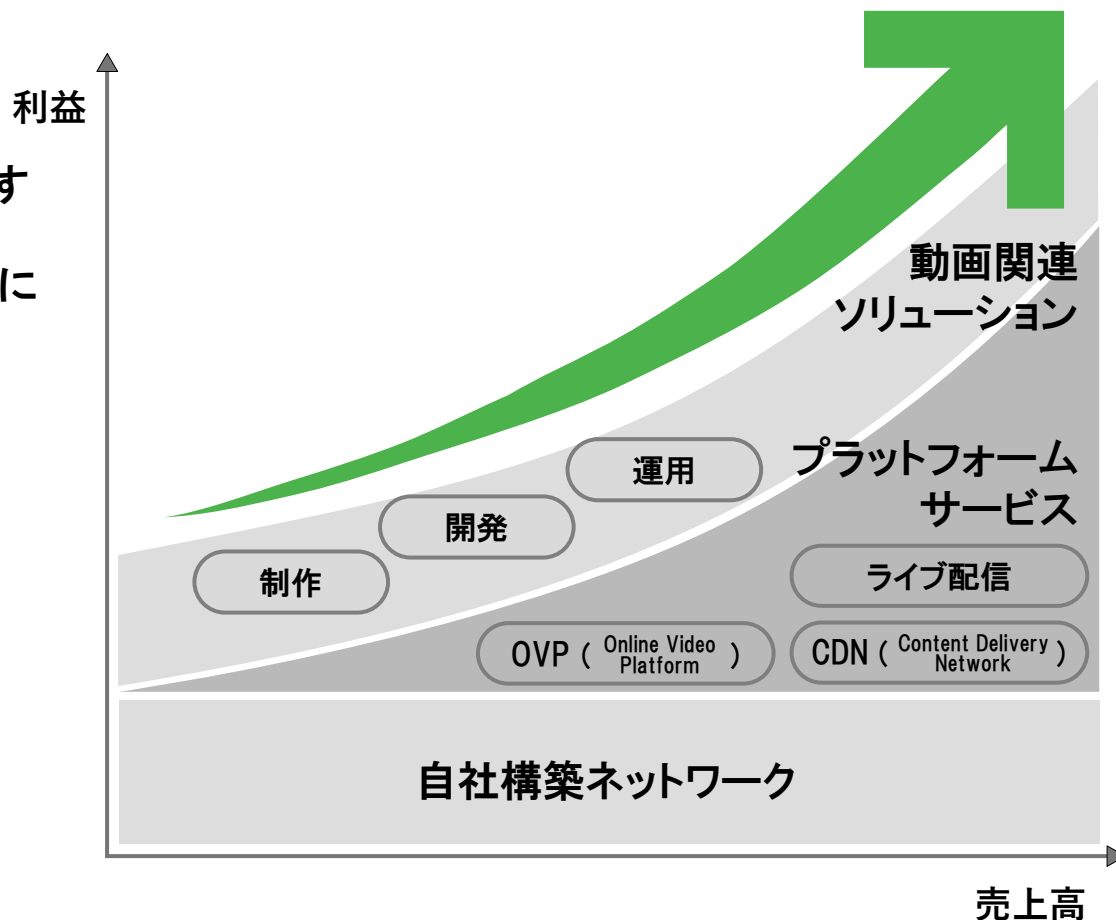 利益
す
に
動画関連
ソリューション
プラットフォーム
サービス
運用
開発
制作
ライブ配信
OVP ( Online Video Platform )
CDN ( Content Delivery Network )
自社構築ネットワーク
売上高